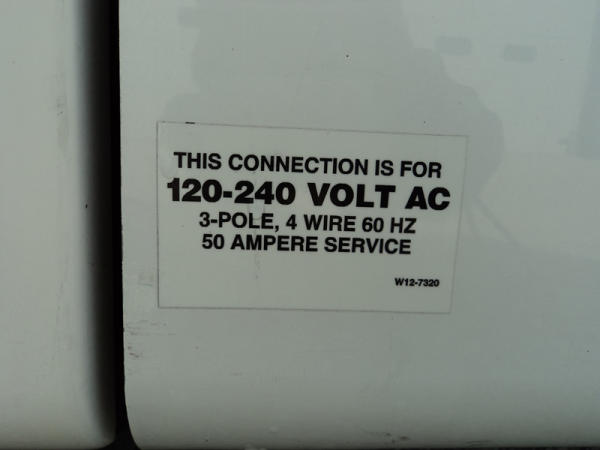 THIS CONNECTION IS FOR
120-240 VOLT AC
3-POLE, 4 WIRE 60 HZ
50 AMPERE SERVICE
W12-7320